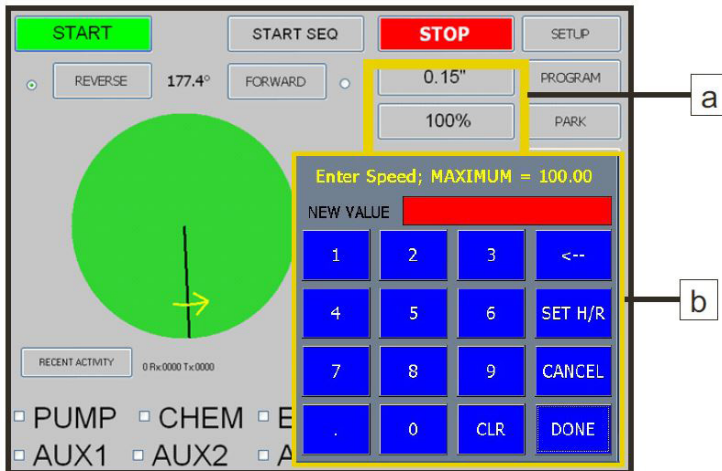 START START SEQ STOP SETUP
REVERSE 177.4° FORWARD 0.15" PROGRAM
100% PARK
a
Enter Speed; MAXIMUM = 100.00
NEW VALUE
1 2 3 <--
4 5 6 SET H/R
b
RECENT ACTIVITY 0 Rx:0000 Tx:0000
7 8 9 CANCEL
PUMP CHEM E
. 0 CLR DONE
AUX1 AUX2 A